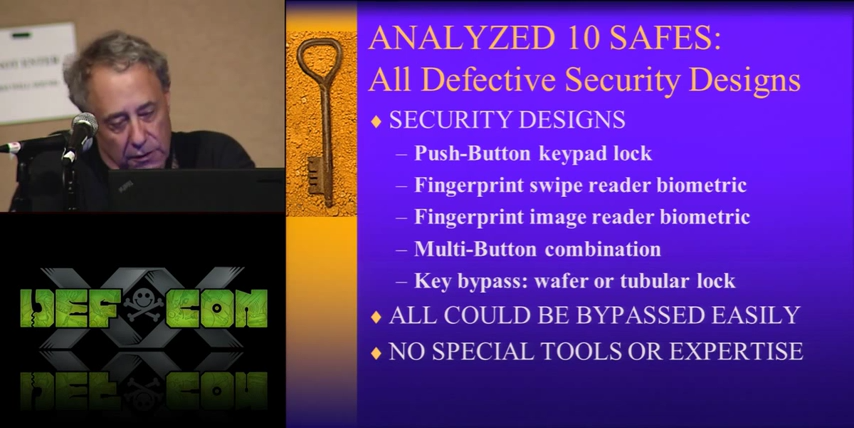 ANALYZED 10 SAFES:
All Defective Security Designs
♦ SECURITY DESIGNS
– Push-Button keypad lock
– Fingerprint swipe reader biometric
– Fingerprint image reader biometric
– Multi-Button combination
– Key bypass: wafer or tubular lock
♦ ALL COULD BE BYPASSED EASILY
♦ NO SPECIAL TOOLS OR EXPERTISE
XX
DEF CON